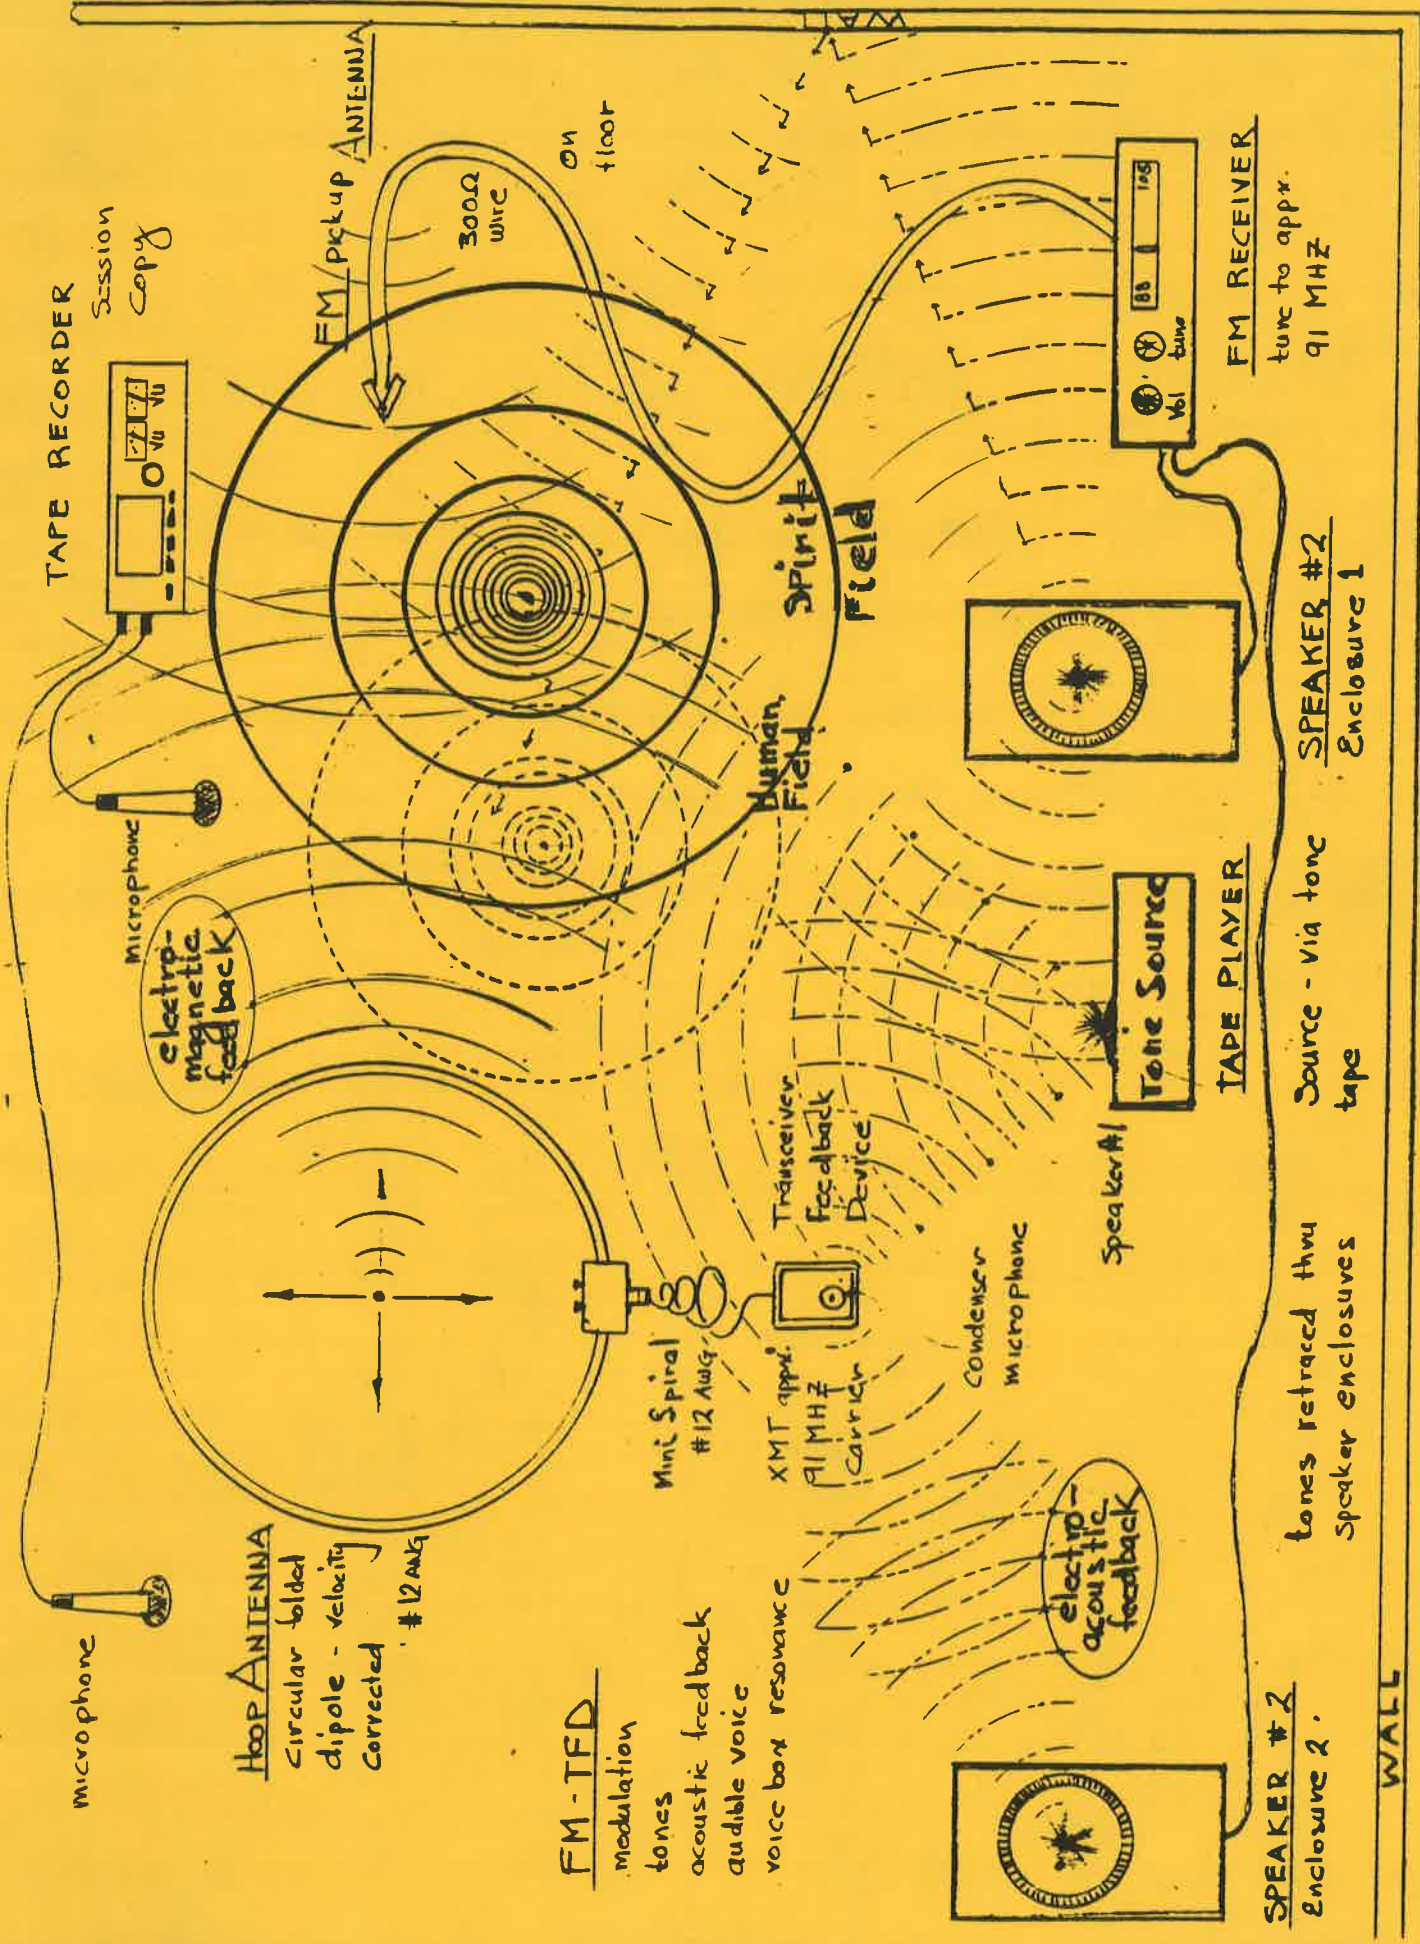 microphone
TAPE RECORDER
Session
Copy
VU VU
microphone
electro-
magnetic
feedback
FM pickup ANTENNA
300Ω
wire
on
floor
WALL
HOOP ANTENNA
circular folded
dipole - velocity
corrected
#12 AWG
Human
Field
Spirit
Field
FM - TFD
modulation
tones
acoustic feedback
audible voice
voice box resonance
Mini Spiral
#12 AWG
XMT appr.
91 MHZ
carrier
Transceiver
Feedback
Device
Condenser
microphone
electro-
acoustic
feedback
Speaker #1
Tone Source
TAPE PLAYER
Source - via tone
tape
88 108
Vol tune
FM RECEIVER
tune to appr.
91 MHZ
SPEAKER #2
Enclosure 1
SPEAKER #2
Enclosure 2.
tones retraced thru
speaker enclosures
WALL